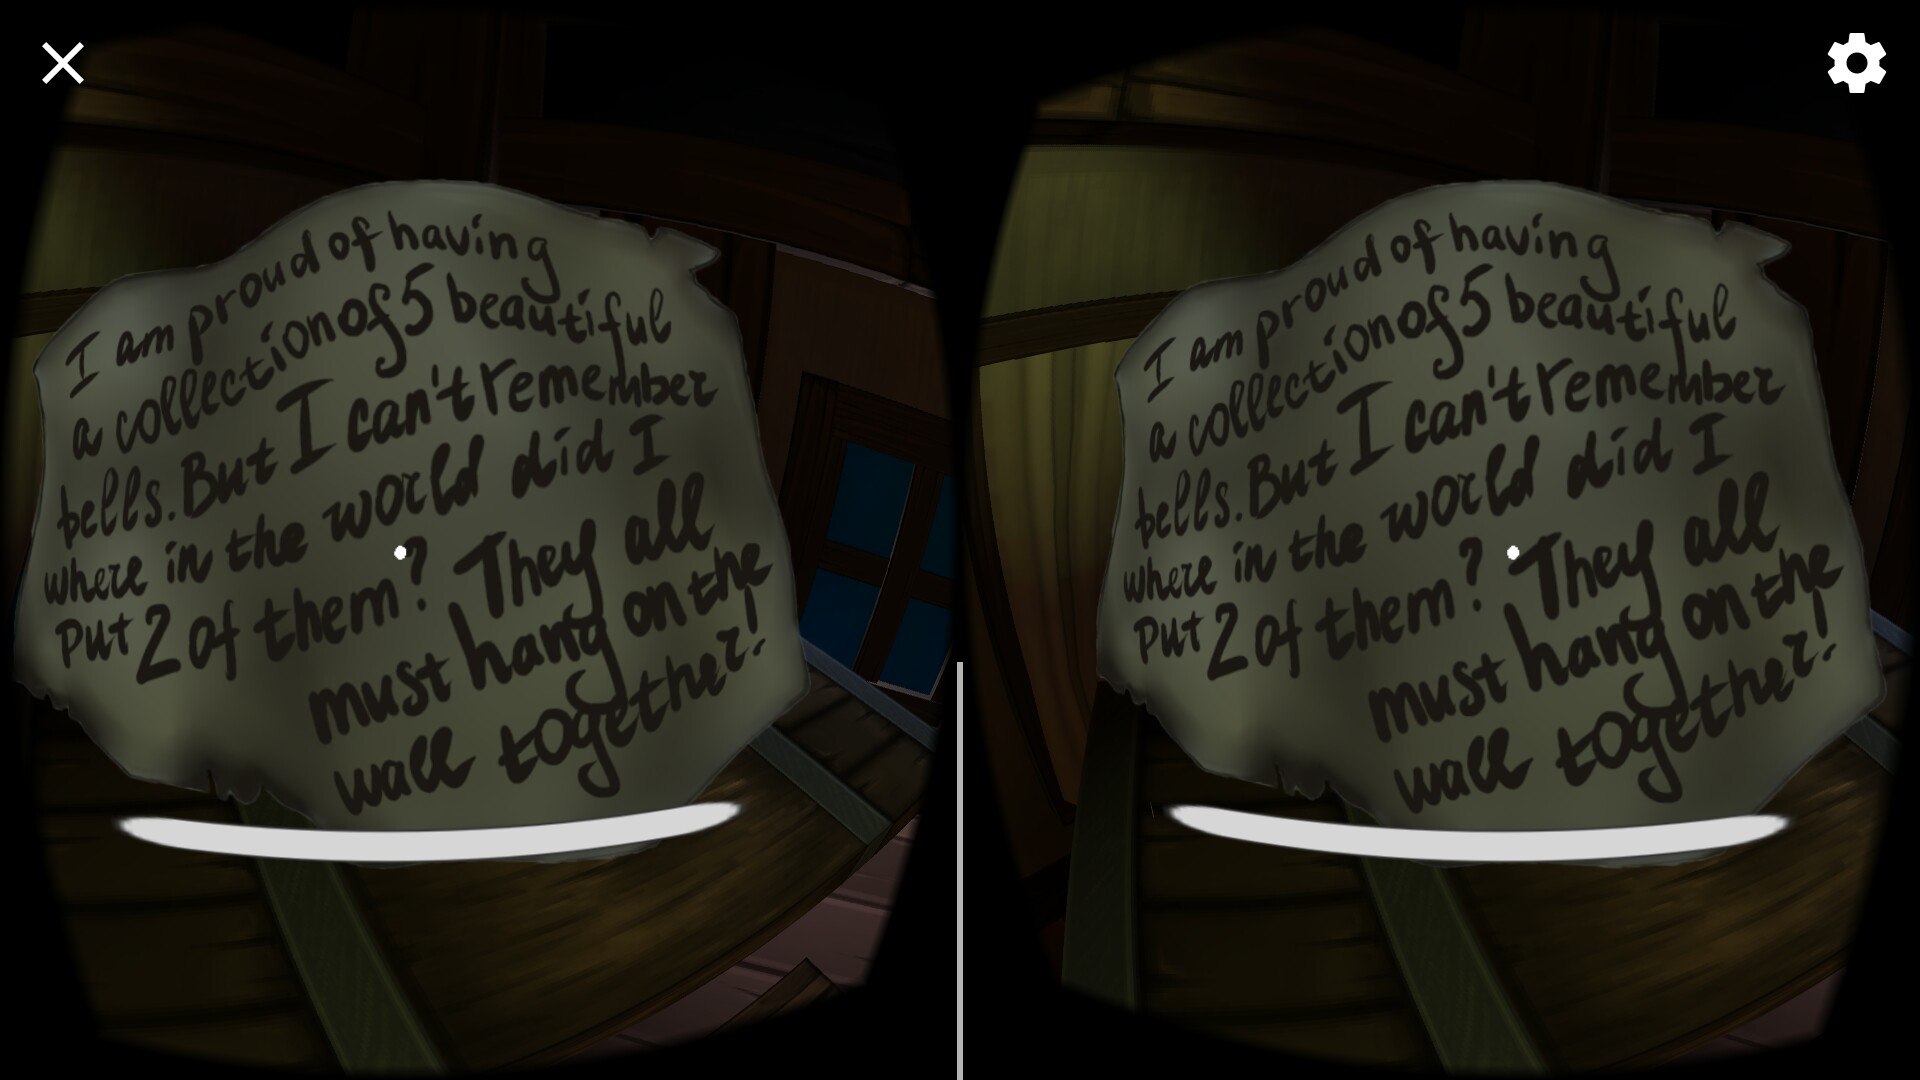 I am proud of having
a collection of 5 beautiful
bells. But I can't remember
where in the world did I
put 2 of them? They all
must hang on the
wall together!
I am proud of having
a collection of 5 beautiful
bells. But I can't remember
where in the world did I
put 2 of them? They all
must hang on the
wall together!